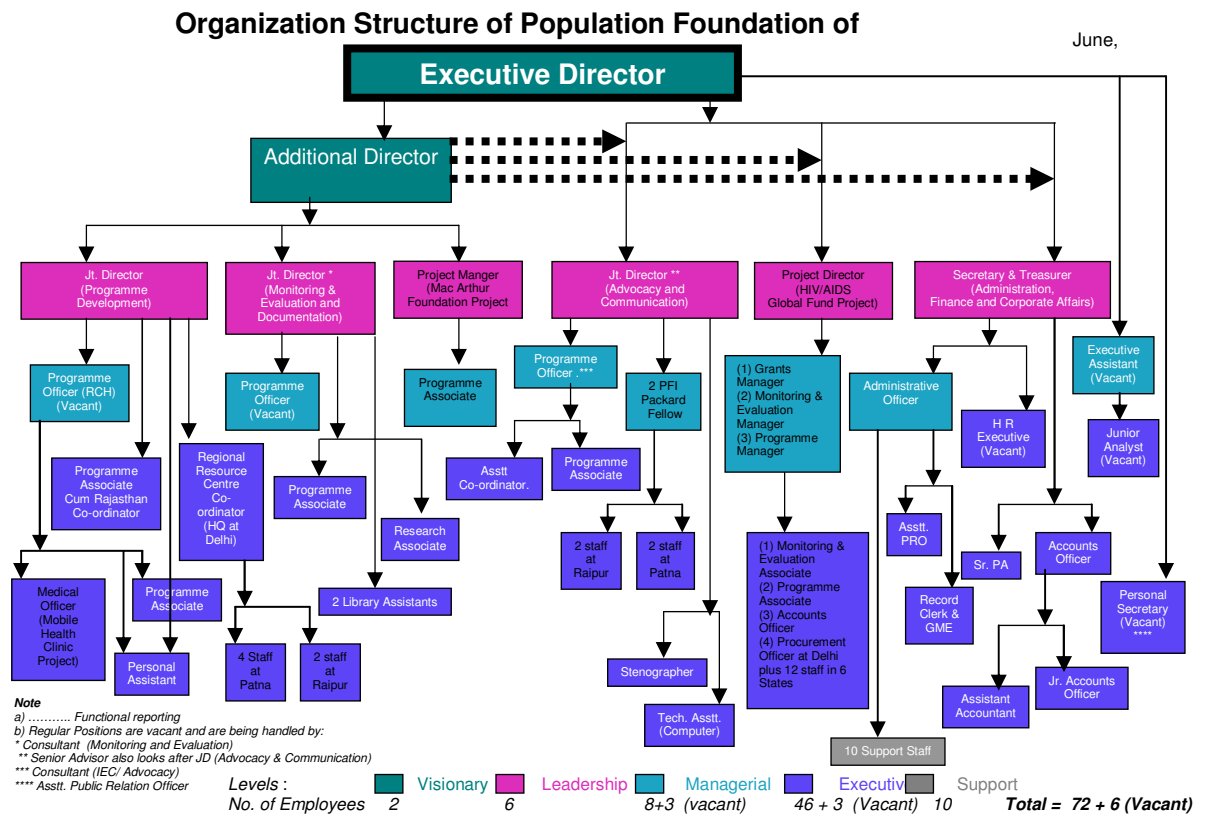 Organization Structure of Population Foundation of
June,
Executive Director
Additional Director
Jt. Director
(Programme
Development)
Jt. Director *
(Monitoring &
Evaluation and
Documentation)
Project Manger
(Mac Arthur
Foundation Project
Jt. Director **
(Advocacy and
Communication)
Project Director
(HIV/AIDS
Global Fund Project)
Secretary & Treasurer
(Administration,
Finance and Corporate Affairs)
Programme
Officer (RCH)
(Vacant)
Programme
Officer
(Vacant)
Programme
Associate
Programme
Officer .***
2 PFI
Packard
Fellow
(1) Grants
Manager
(2) Monitoring &
Evaluation
Manager
(3) Programme
Manager
Administrative
Officer
H R
Executive
(Vacant)
Executive
Assistant
(Vacant)
Junior
Analyst
(Vacant)
Programme
Associate
Cum Rajasthan
Co-ordinator
Regional
Resource
Centre Co-
ordinator
(HQ at
Delhi)
Programme
Associate
Research
Associate
Asstt
Co-ordinator.
Programme
Associate
2 staff
at
Raipur
2 staff
at
Patna
(1) Monitoring &
Evaluation
Associate
(2) Programme
Associate
(3) Accounts
Officer
(4) Procurement
Officer at Delhi
plus 12 staff in 6
States
Asstt.
PRO
Sr. PA
Accounts
Officer
Record
Clerk &
GME
Personal
Secretary
(Vacant)
****
Medical
Officer
(Mobile
Health
Clinic
Project)
Programme
Associate
Personal
Assistant
2 Library Assistants
4 Staff
at
Patna
2 staff
at
Raipur
Stenographer
Tech. Asstt.
(Computer)
Assistant
Accountant
Jr. Accounts
Officer
10 Support Staff
Note
a) ……….. Functional reporting
b) Regular Positions are vacant and are being handled by:
* Consultant (Monitoring and Evaluation)
** Senior Advisor also looks after JD (Advocacy & Communication)
*** Consultant (IEC/ Advocacy)
**** Asstt. Public Relation Officer
Levels : Visionary Leadership Managerial Executiv Support
No. of Employees 2 6 8+3 (vacant) 46 + 3 (Vacant) 10 Total = 72 + 6 (Vacant)